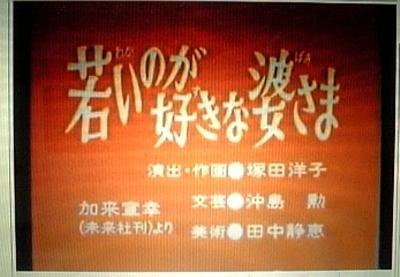 若いのが
好きな婆さま
演出・作画●塚田洋子
文芸●沖島 勲
美術●田中静恵
加来宣幸
(未来社刊)より